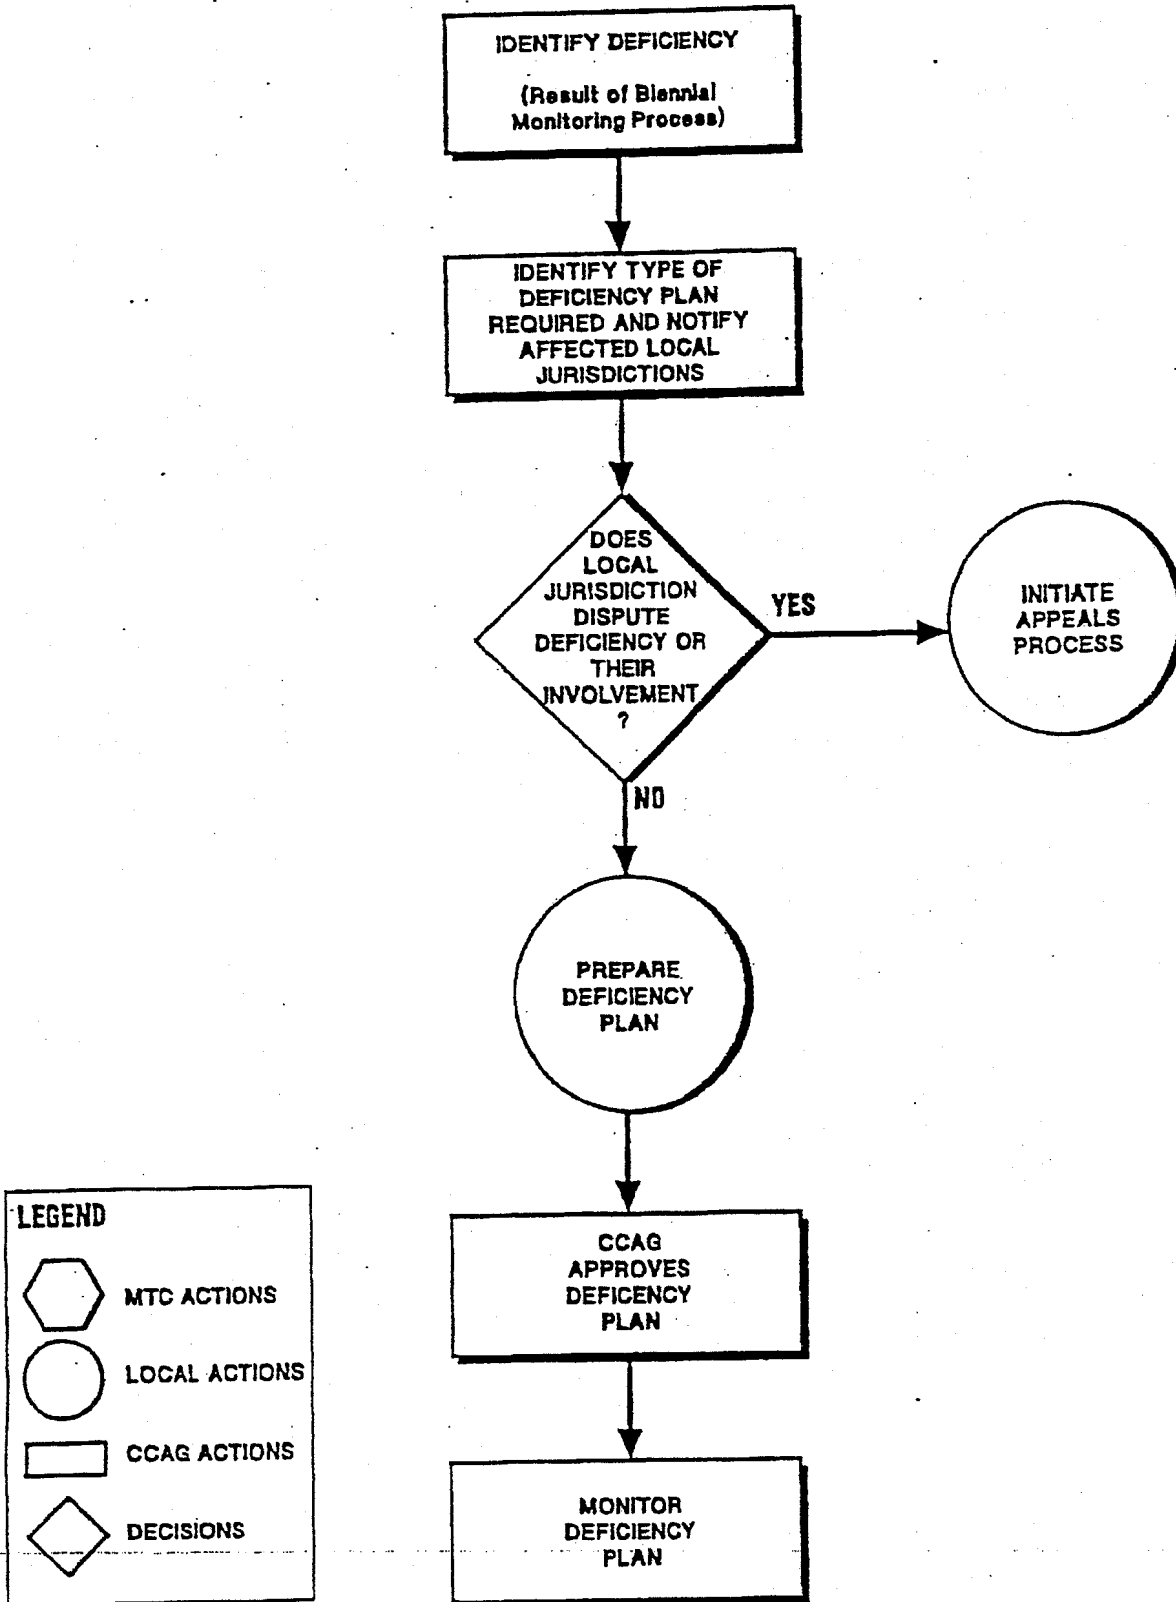 IDENTIFY DEFICIENCY
(Result of Biennial
Monitoring Process)
IDENTIFY TYPE OF
DEFICIENCY PLAN
REQUIRED AND NOTIFY
AFFECTED LOCAL
JURISDICTIONS
DOES
LOCAL
JURISDICTION
DISPUTE
DEFICIENCY OR
THEIR
INVOLVEMENT
?
YES
INITIATE
APPEALS
PROCESS
NO
PREPARE
DEFICIENCY
PLAN
CCAG
APPROVES
DEFICENCY
PLAN
MONITOR
DEFICIENCY
PLAN
LEGEND
MTC ACTIONS
LOCAL ACTIONS
CCAG ACTIONS
DECISIONS